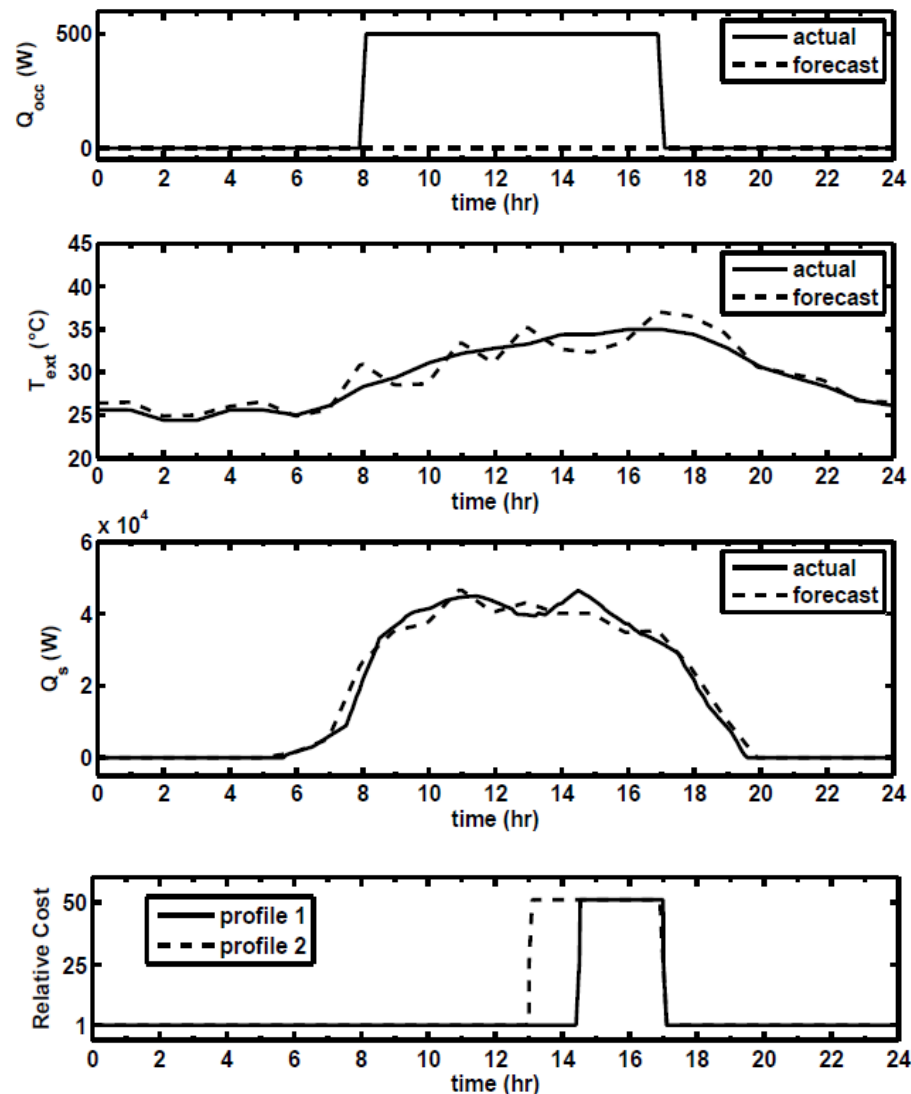 500
0
Q_occ (W)
actual
forecast
0 2 4 6 8 10 12 14 16 18 20 22 24
time (hr)
45
40
35
30
25
20
T_ext (°C)
actual
forecast
0 2 4 6 8 10 12 14 16 18 20 22 24
time (hr)
x 10^4
6
4
2
0
Q_s (W)
actual
forecast
0 2 4 6 8 10 12 14 16 18 20 22 24
time (hr)
50
25
1
Relative Cost
profile 1
profile 2
0 2 4 6 8 10 12 14 16 18 20 22 24
time (hr)